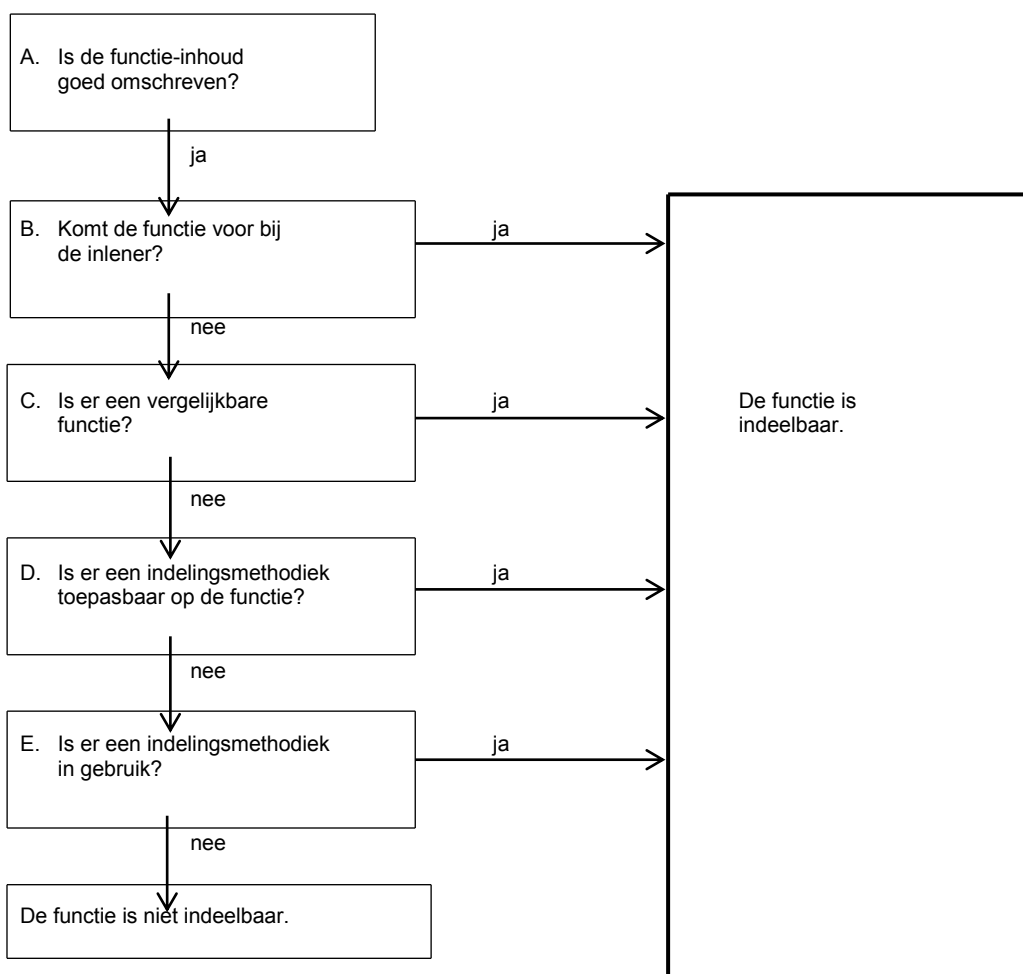 A. Is de functie-inhoud
goed omschreven?
ja
B. Komt de functie voor bij
de inlener?
ja
nee
C. Is er een vergelijkbare
functie?
ja
De functie is
indeelbaar.
nee
D. Is er een indelingsmethodiek
toepasbaar op de functie?
ja
nee
E. Is er een indelingsmethodiek
in gebruik?
ja
nee
De functie is niet indeelbaar.